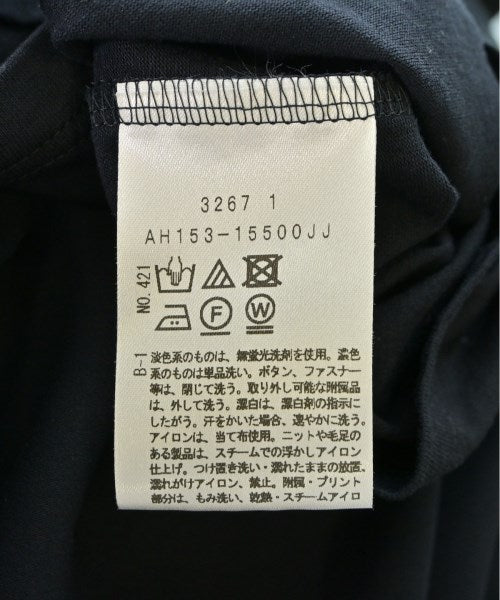 3267 1
AH153-15500JJ
NO.421
F
W
B-1
淡色系のものは、無蛍光洗剤を使用。濃色
系のものは単品洗い。ボタン、ファスナー
等は、閉じて洗う。取り外し可能な附属品
は、外して洗う。漂白は、漂白剤の指示に
したがう。汗をかいた場合、速やかに洗う。
アイロンは、当て布使用。ニットや毛足の
ある製品は、スチームでの浮かしアイロン
仕上げ。つけ置き洗い・濡れたままの放置、
濡れがけアイロン、禁止。附属・プリント
部分は、もみ洗い、乾熱・スチームアイロ